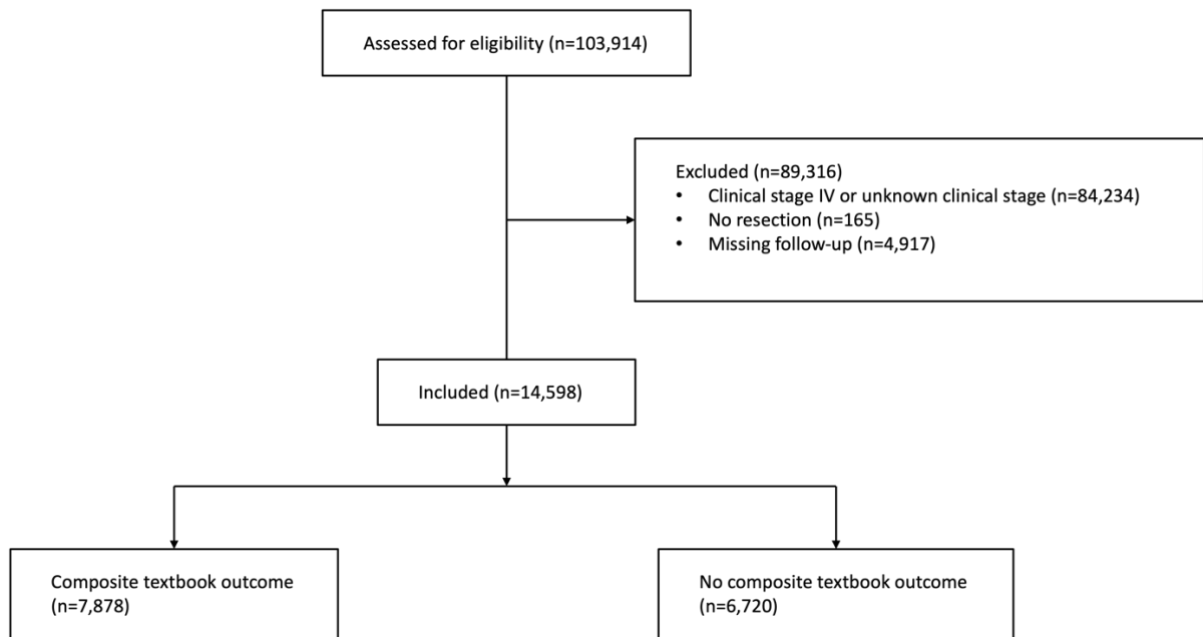 Assessed for eligibility (n=103,914)
Excluded (n=89,316)
• Clinical stage IV or unknown clinical stage (n=84,234)
• No resection (n=165)
• Missing follow-up (n=4,917)
Included (n=14,598)
Composite textbook outcome
(n=7,878)
No composite textbook outcome
(n=6,720)